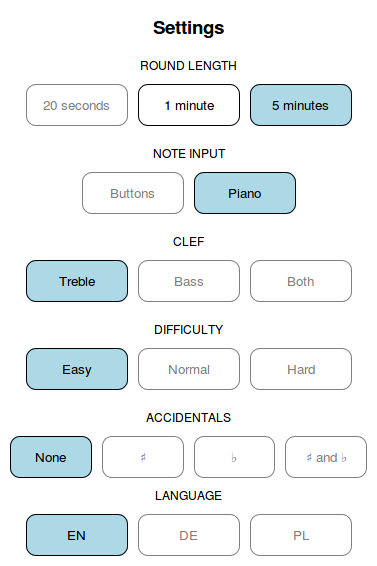 Settings
ROUND LENGTH
20 seconds 1 minute 5 minutes
NOTE INPUT
Buttons Piano
CLEF
Treble Bass Both
DIFFICULTY
Easy Normal Hard
ACCIDENTALS
None ♯ ♭ ♯ and ♭
LANGUAGE
EN DE PL